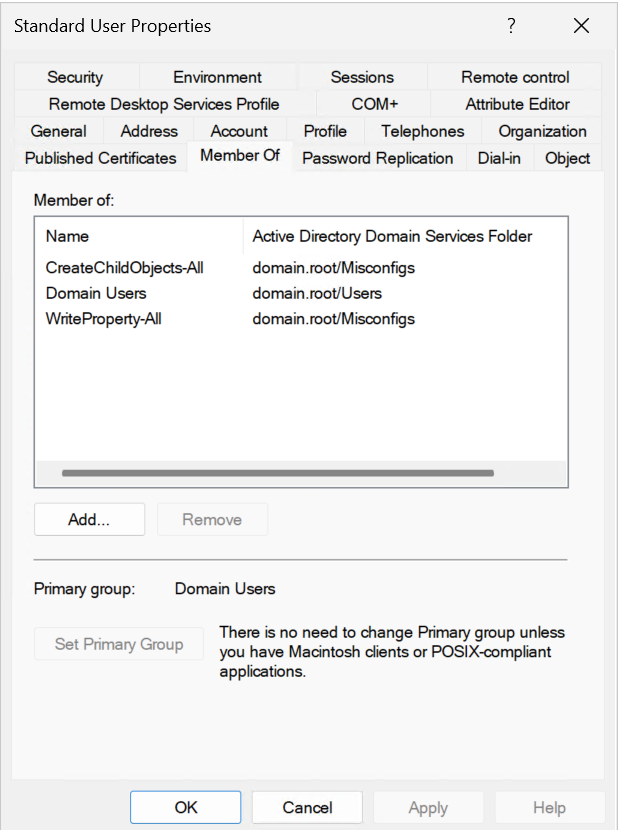 Standard User Properties ? ×
Security Environment Sessions Remote control
Remote Desktop Services Profile COM+ Attribute Editor
General Address Account Profile Telephones Organization
Published Certificates Member Of Password Replication Dial-in Object
Member of:
Name Active Directory Domain Services Folder
CreateChildObjects-All domain.root/Misconfigs
Domain Users domain.root/Users
WriteProperty-All domain.root/Misconfigs
Add... Remove
Primary group: Domain Users
Set Primary Group
There is no need to change Primary group unless
you have Macintosh clients or POSIX-compliant
applications.
OK Cancel Apply Help